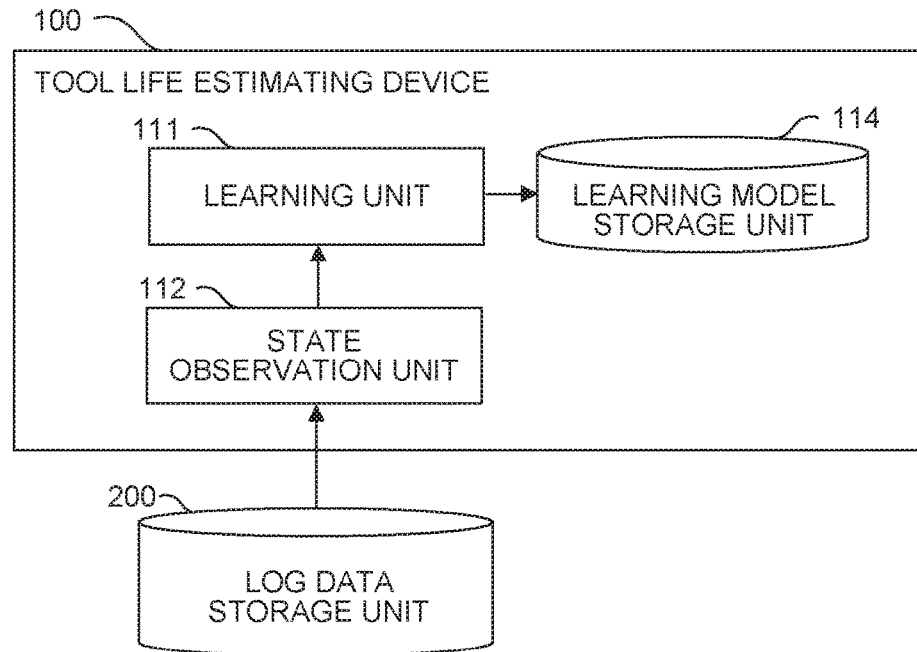 100
TOOL LIFE ESTIMATING DEVICE
111
114
LEARNING UNIT
LEARNING MODEL
STORAGE UNIT
112
STATE
OBSERVATION UNIT
200
LOG DATA
STORAGE UNIT